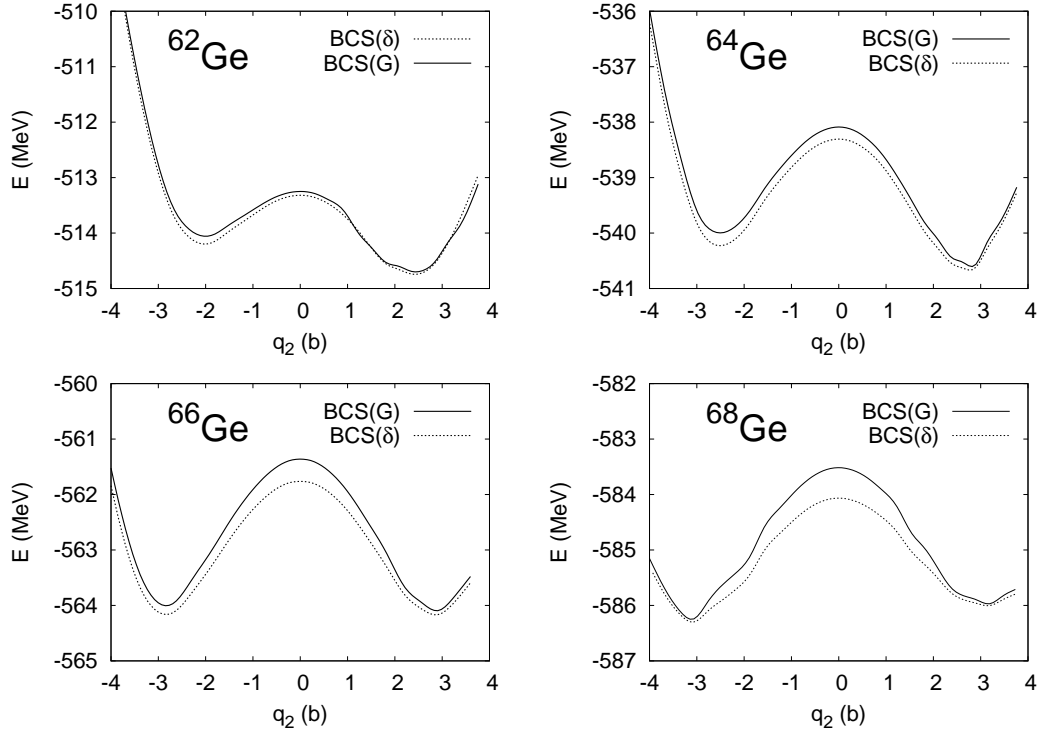 62Ge
BCS(δ)
BCS(G)
E (MeV)
-510
-511
-512
-513
-514
-515
-4 -3 -2 -1 0 1 2 3 4
q2 (b)
64Ge
BCS(G)
BCS(δ)
E (MeV)
-536
-537
-538
-539
-540
-541
-4 -3 -2 -1 0 1 2 3 4
q2 (b)
66Ge
BCS(G)
BCS(δ)
E (MeV)
-560
-561
-562
-563
-564
-565
-4 -3 -2 -1 0 1 2 3 4
q2 (b)
68Ge
BCS(G)
BCS(δ)
E (MeV)
-582
-583
-584
-585
-586
-587
-4 -3 -2 -1 0 1 2 3 4
q2 (b)